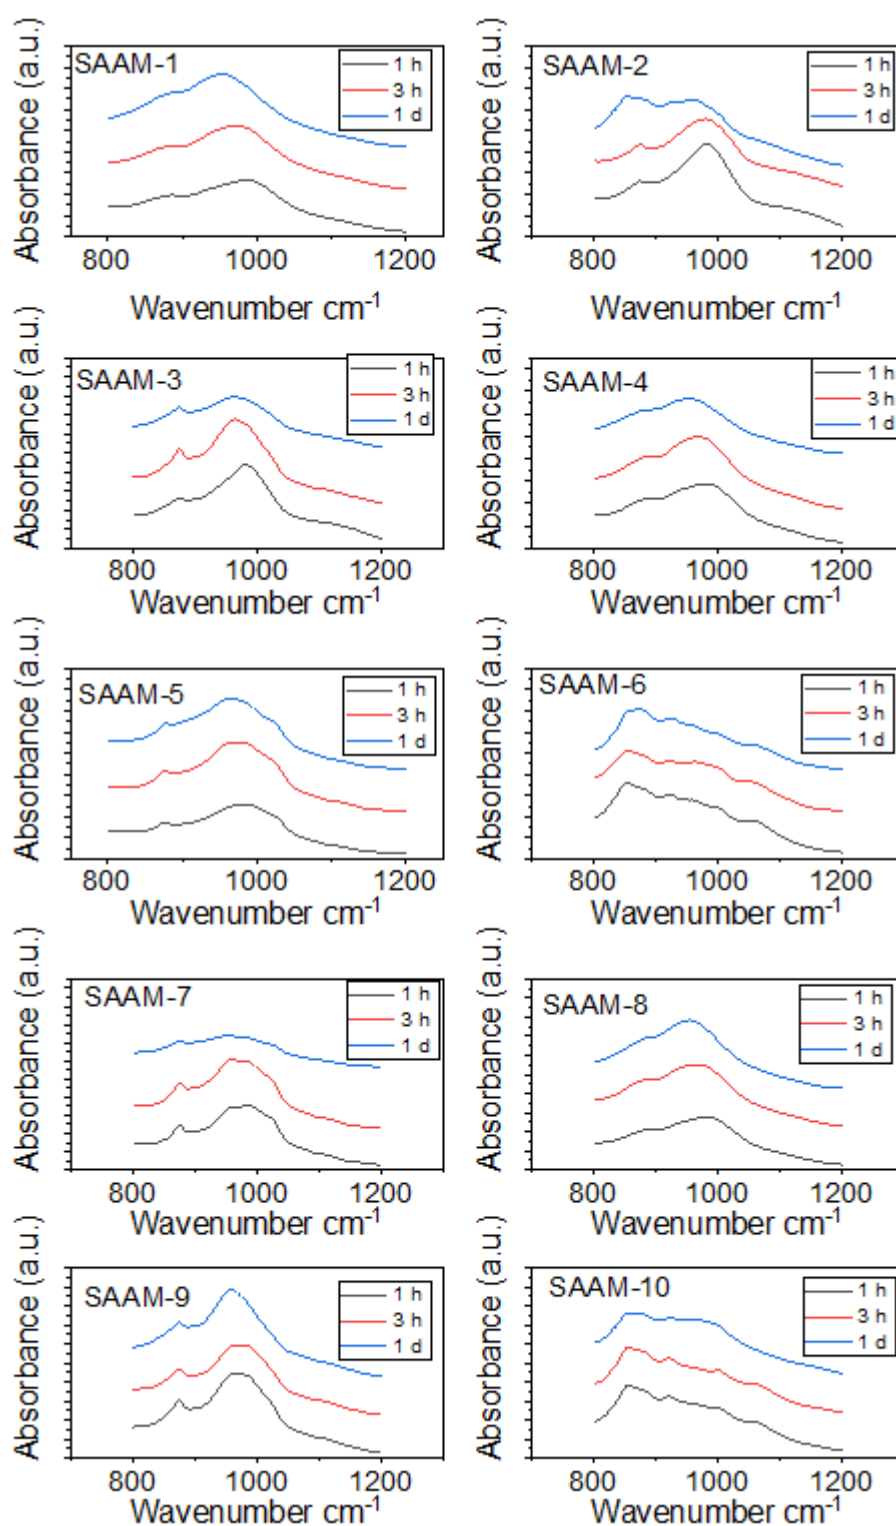 Absorbance (a.u.)
SAAM-1
1 h
3 h
1 d
800 1000 1200
Wavenumber cm-1
Absorbance (a.u.)
SAAM-2
1 h
3 h
1 d
800 1000 1200
Wavenumber cm-1
Absorbance (a.u.)
SAAM-3
1 h
3 h
1 d
800 1000 1200
Wavenumber cm-1
Absorbance (a.u.)
SAAM-4
1 h
3 h
1 d
800 1000 1200
Wavenumber cm-1
Absorbance (a.u.)
SAAM-5
1 h
3 h
1 d
800 1000 1200
Wavenumber cm-1
Absorbance (a.u.)
SAAM-6
1 h
3 h
1 d
800 1000 1200
Wavenumber cm-1
Absorbance (a.u.)
SAAM-7
1 h
3 h
1 d
800 1000 1200
Wavenumber cm-1
Absorbance (a.u.)
SAAM-8
1 h
3 h
1 d
800 1000 1200
Wavenumber cm-1
Absorbance (a.u.)
SAAM-9
1 h
3 h
1 d
800 1000 1200
Wavenumber cm-1
Absorbance (a.u.)
SAAM-10
1 h
3 h
1 d
800 1000 1200
Wavenumber cm-1